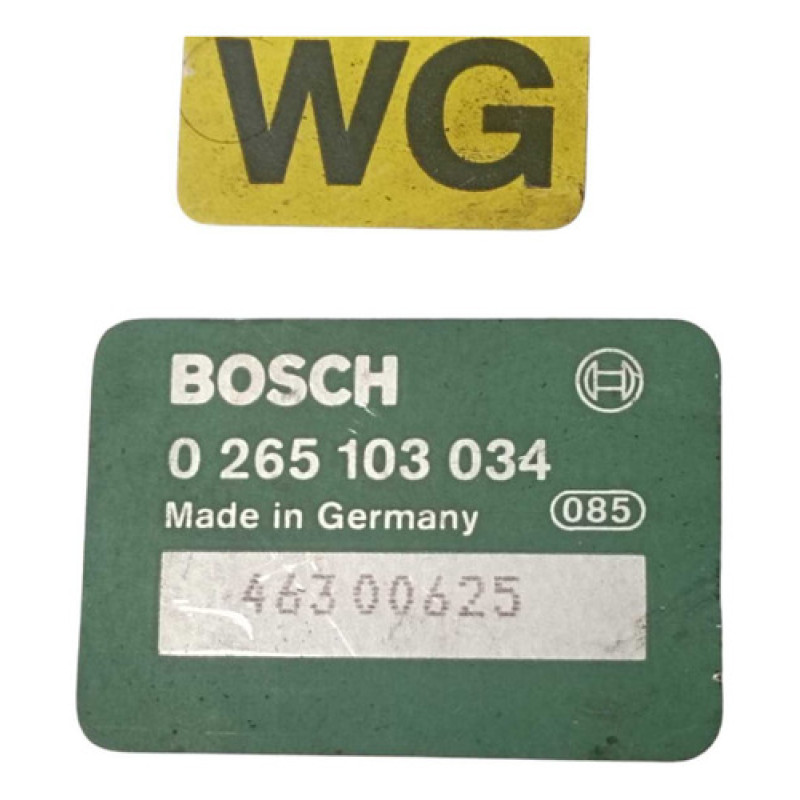 WG
BOSCH
0 265 103 034
Made in Germany 085
46300625